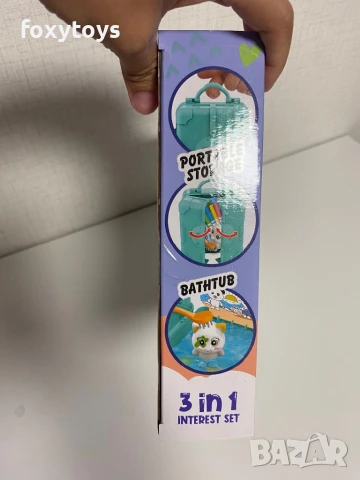 foxytoys
PORTABLE
STORAGE
BATHTUB
3 in 1
INTEREST SET
BAZAR